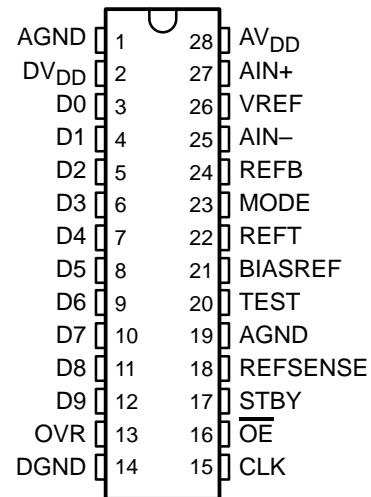 AGND 1 28 AVDD
DVDD 2 27 AIN+
D0 3 26 VREF
D1 4 25 AIN–
D2 5 24 REFB
D3 6 23 MODE
D4 7 22 REFT
D5 8 21 BIASREF
D6 9 20 TEST
D7 10 19 AGND
D8 11 18 REFSENSE
D9 12 17 STBY
OVR 13 16 O̅E̅
DGND 14 15 CLK